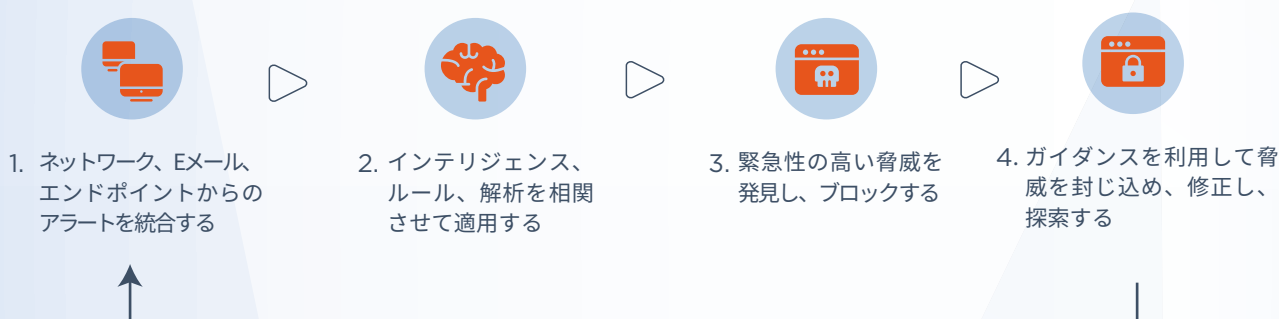 1. ネットワーク、Eメール、
エンドポイントからの
アラートを統合する
2. インテリジェンス、
ルール、解析を相関
させて適用する
3. 緊急性の高い脅威を
発見し、ブロックする
4. ガイダンスを利用して脅
威を封じ込め、修正し、
探索する